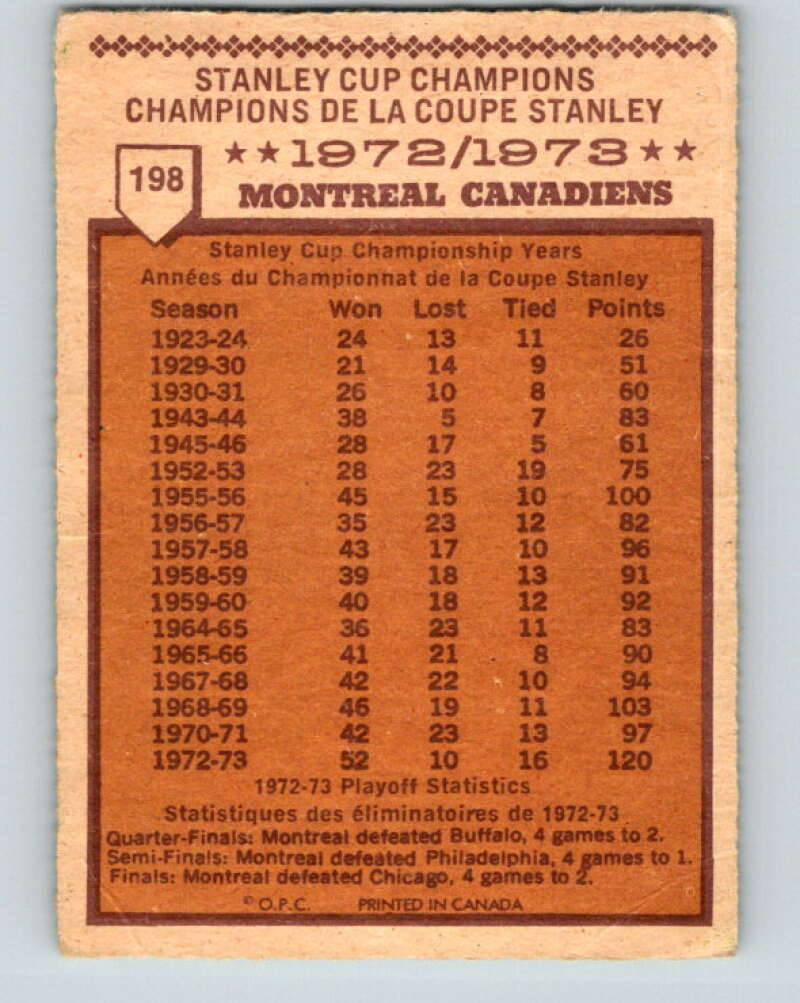 STANLEY CUP CHAMPIONS
CHAMPIONS DE LA COUPE STANLEY
★★1972/1973★★
198
MONTREAL CANADIENS
Stanley Cup Championship Years
Années du Championnat de la Coupe Stanley
Season Won Lost Tied Points
1923-24 24 13 11 26
1929-30 21 14 9 51
1930-31 26 10 8 60
1943-44 38 5 7 83
1945-46 28 17 5 61
1952-53 28 23 19 75
1955-56 45 15 10 100
1956-57 35 23 12 82
1957-58 43 17 10 96
1958-59 39 18 13 91
1959-60 40 18 12 92
1964-65 36 23 11 83
1965-66 41 21 8 90
1967-68 42 22 10 94
1968-69 46 19 11 103
1970-71 42 23 13 97
1972-73 52 10 16 120
1972-73 Playoff Statistics
Statistiques des éliminatoires de 1972-73
Quarter-Finals: Montreal defeated Buffalo, 4 games to 2.
Semi-Finals: Montreal defeated Philadelphia, 4 games to 1.
Finals: Montreal defeated Chicago, 4 games to 2.
© O.P.C. PRINTED IN CANADA